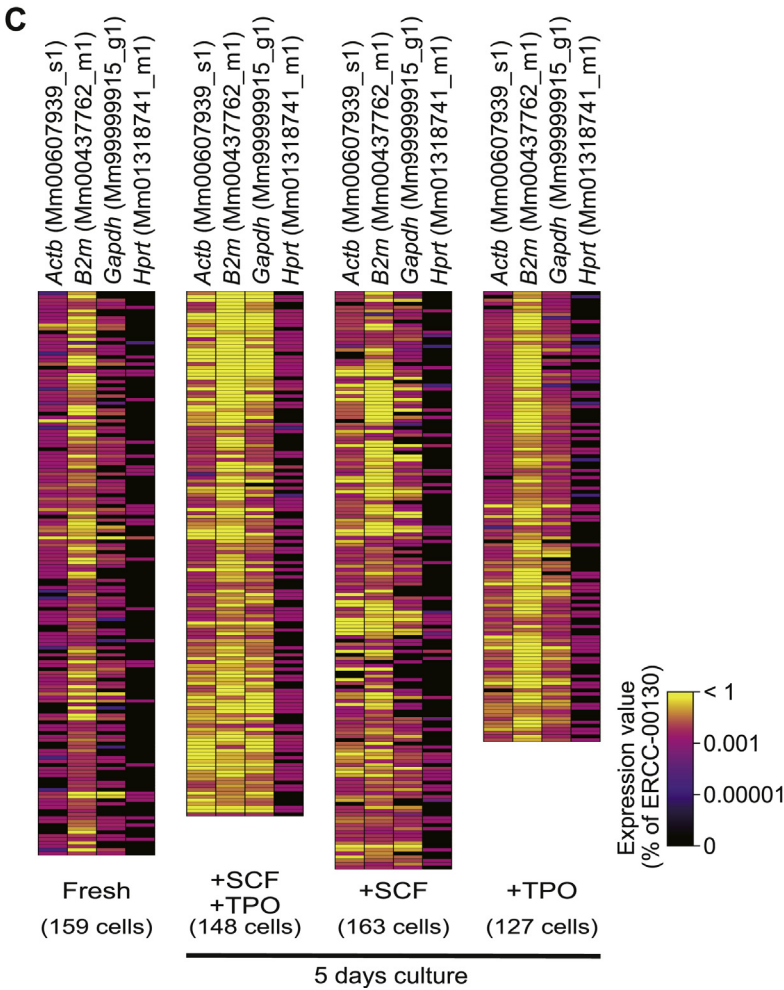 C
Actb (Mm00607939_s1)
B2m (Mm00437762_m1)
Gapdh (Mm99999915_g1)
Hprt (Mm01318741_m1)
Actb (Mm00607939_s1)
B2m (Mm00437762_m1)
Gapdh (Mm99999915_g1)
Hprt (Mm01318741_m1)
Actb (Mm00607939_s1)
B2m (Mm00437762_m1)
Gapdh (Mm99999915_g1)
Hprt (Mm01318741_m1)
Actb (Mm00607939_s1)
B2m (Mm00437762_m1)
Gapdh (Mm99999915_g1)
Hprt (Mm01318741_m1)
Expression value
(% of ERCC-00130)
< 1
0.001
0.00001
0
Fresh
(159 cells)
+SCF
+TPO
(148 cells)
+SCF
(163 cells)
+TPO
(127 cells)
5 days culture